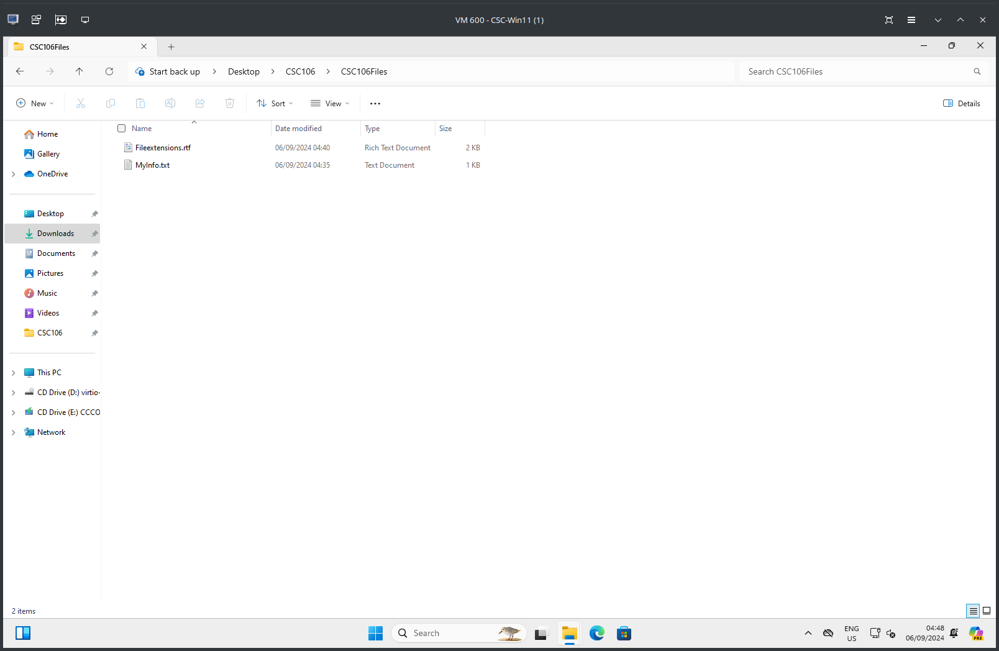 VM 600 - CSC-Win11 (1)
CSC106Files
Start back up > Desktop > CSC106 > CSC106Files
Search CSC106Files
New
Sort
View
Details
Name Date modified Type Size
Fileextensions.rtf 06/09/2024 04:40 Rich Text Document 2 KB
MyInfo.txt 06/09/2024 04:35 Text Document 1 KB
Home
Gallery
OneDrive
Desktop
Downloads
Documents
Pictures
Music
Videos
CSC106
This PC
CD Drive (D:) virtio-
CD Drive (E:) CCCO
Network
2 items
Search
ENG
US
04:48
06/09/2024
PRE